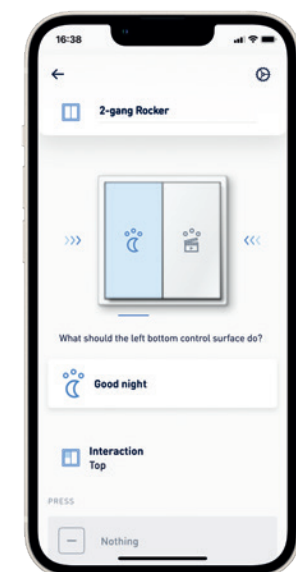 16:38
2-gang Rocker
What should the left bottom control surface do?
Good night
Interaction
Top
PRESS
Nothing